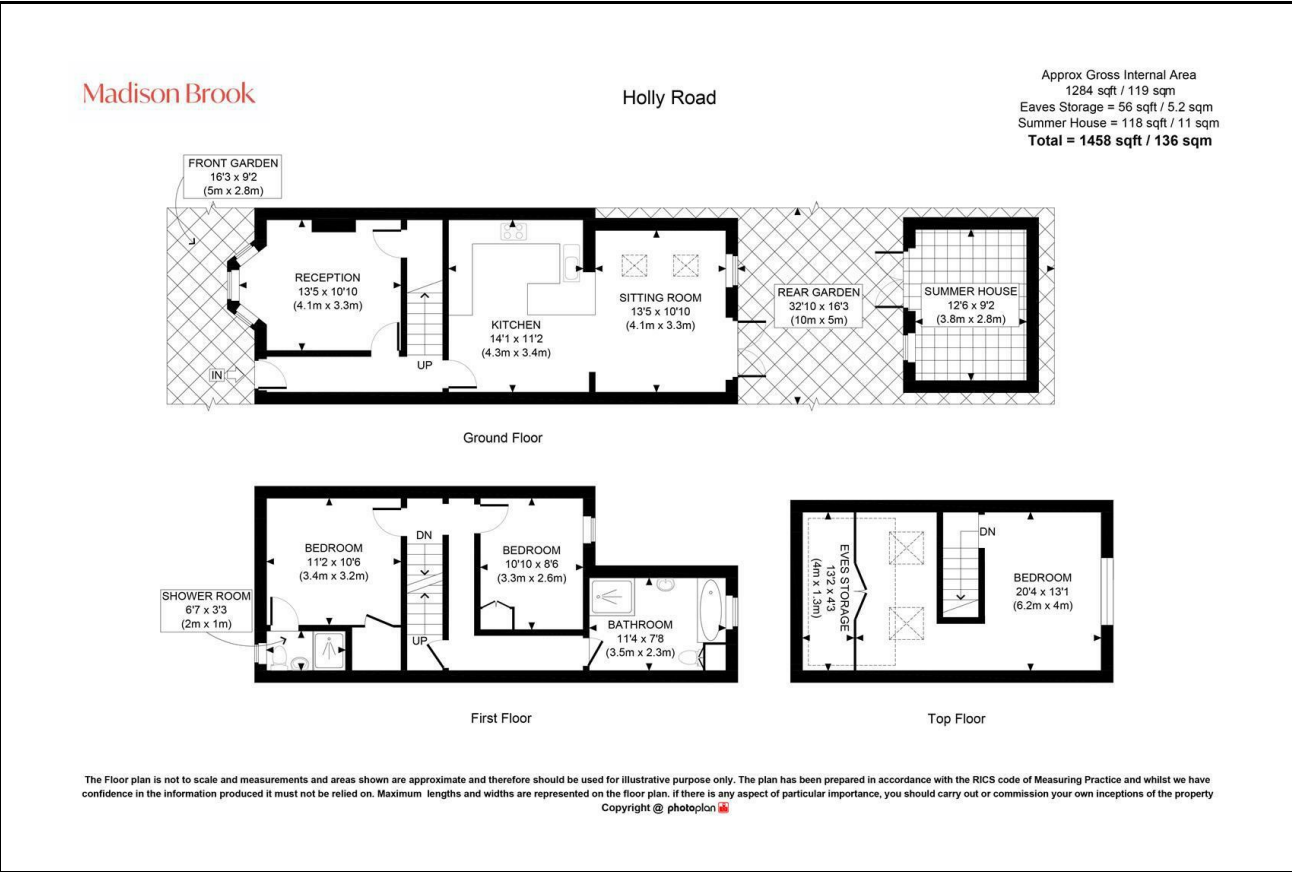 Madison Brook
Holly Road
Approx Gross Internal Area
1284 sqft / 119 sqm
Eaves Storage = 56 sqft / 5.2 sqm
Summer House = 118 sqft / 11 sqm
Total = 1458 sqft / 136 sqm
FRONT GARDEN
16'3 x 9'2
(5m x 2.8m)
RECEPTION
13'5 x 10'10
(4.1m x 3.3m)
IN
UP
KITCHEN
14'1 x 11'2
(4.3m x 3.4m)
SITTING ROOM
13'5 x 10'10
(4.1m x 3.3m)
REAR GARDEN
32'10 x 16'3
(10m x 5m)
SUMMER HOUSE
12'6 x 9'2
(3.8m x 2.8m)
Ground Floor
BEDROOM
11'2 x 10'6
(3.4m x 3.2m)
SHOWER ROOM
6'7 x 3'3
(2m x 1m)
DN
UP
BEDROOM
10'10 x 8'6
(3.3m x 2.6m)
BATHROOM
11'4 x 7'8
(3.5m x 2.3m)
First Floor
EVES STORAGE
13'2 x 4'3
(4m x 1.3m)
DN
BEDROOM
20'4 x 13'1
(6.2m x 4m)
Top Floor
The Floor plan is not to scale and measurements and areas shown are approximate and therefore should be used for illustrative purpose only. The plan has been prepared in accordance with the RICS code of Measuring Practice and whilst we have
confidence in the information produced it must not be relied on. Maximum lengths and widths are represented on the floor plan. if there is any aspect of particular importance, you should carry out or commission your own inceptions of the property
Copyright @ photoplan